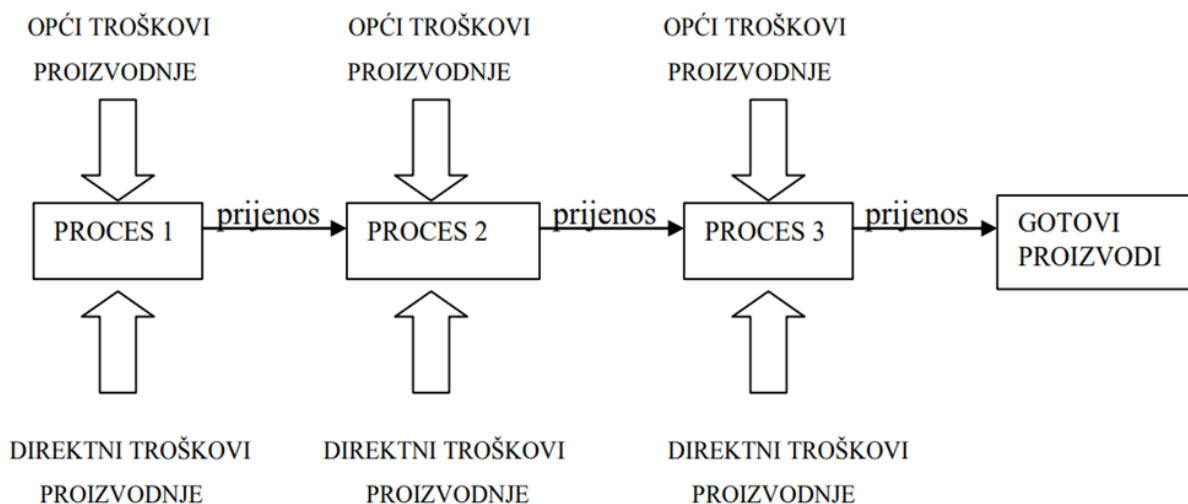 OPĆI TROŠKOVI
PROIZVODNJE
OPĆI TROŠKOVI
PROIZVODNJE
OPĆI TROŠKOVI
PROIZVODNJE
PROCES 1
prijenos
PROCES 2
prijenos
PROCES 3
prijenos
GOTOVI
PROIZVODI
DIREKTNI TROŠKOVI
PROIZVODNJE
DIREKTNI TROŠKOVI
PROIZVODNJE
DIREKTNI TROŠKOVI
PROIZVODNJE